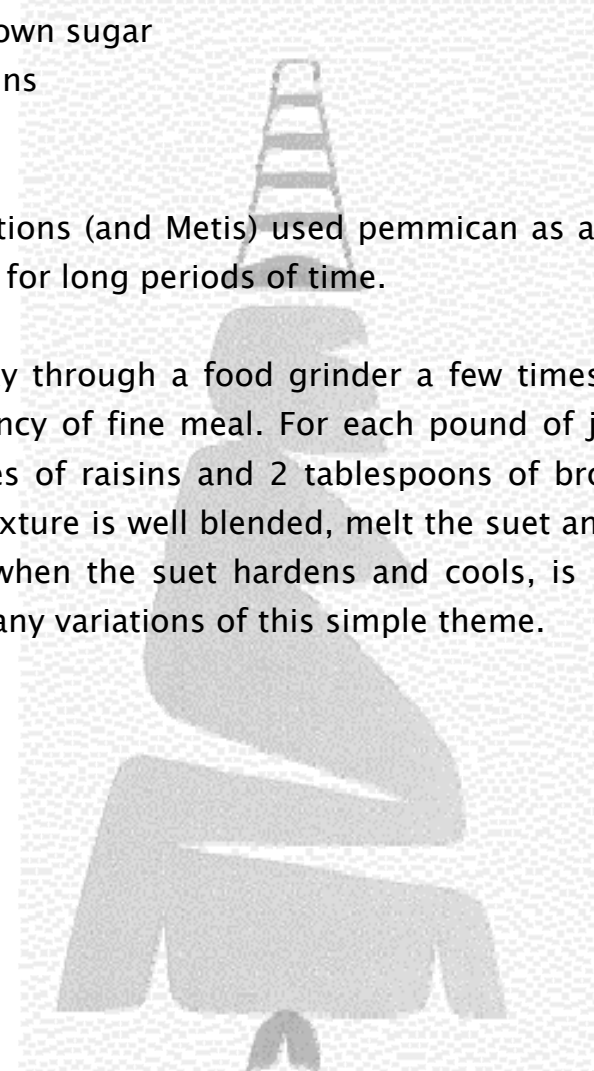 own sugar
ns
tions (and Metis) used pemmican as a
for long periods of time.
y through a food grinder a few times
ncy of fine meal. For each pound of j
es of raisins and 2 tablespoons of bro
xture is well blended, melt the suet an
when the suet hardens and cools, is
any variations of this simple theme.